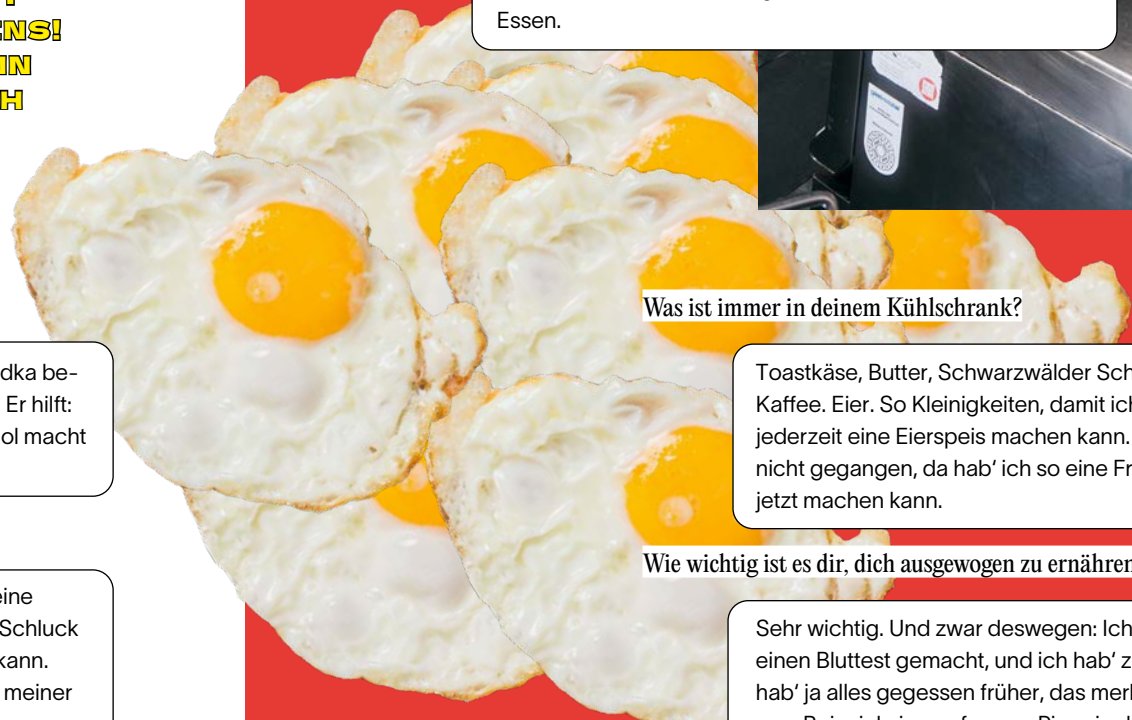 ENS!
IN
H
Essen.
dka be-
Er hilft:
ol macht
eine
Schluck
kann.
meiner
Was ist immer in deinem Kühlschrank?
Toastkäse, Butter, Schwarzwälder Sch
Kaffee. Eier. So Kleinigkeiten, damit ich
jederzeit eine Eierspeis machen kann.
nicht gegangen, da hab‘ ich so eine Fr
jetzt machen kann.
Wie wichtig ist es dir, dich ausgewogen zu ernähren
Sehr wichtig. Und zwar deswegen: Ich
einen Bluttest gemacht, und ich hab‘ z
hab‘ ja alles gegessen früher, das merk